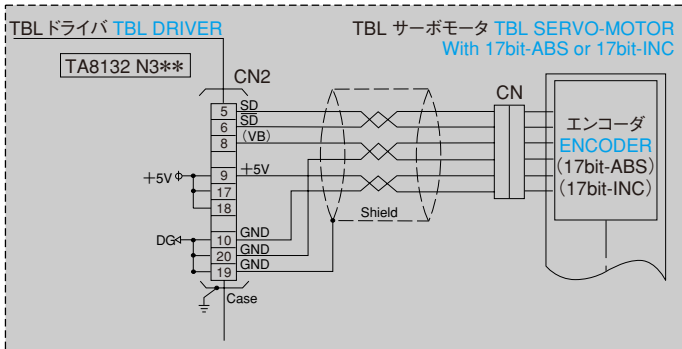 TBLドライバ TBL DRIVER
TBL サーボモータ TBL SERVO-MOTOR
With 17bit-ABS or 17bit-INC
TA8132 N3**
CN2
CN
5 SD
6 SD
8 (VB)
+5V 9 +5V
17
18
DG 10 GND
20 GND
19 GND
Case
Shield
エンコーダ
ENCODER
(17bit-ABS)
(17bit-INC)